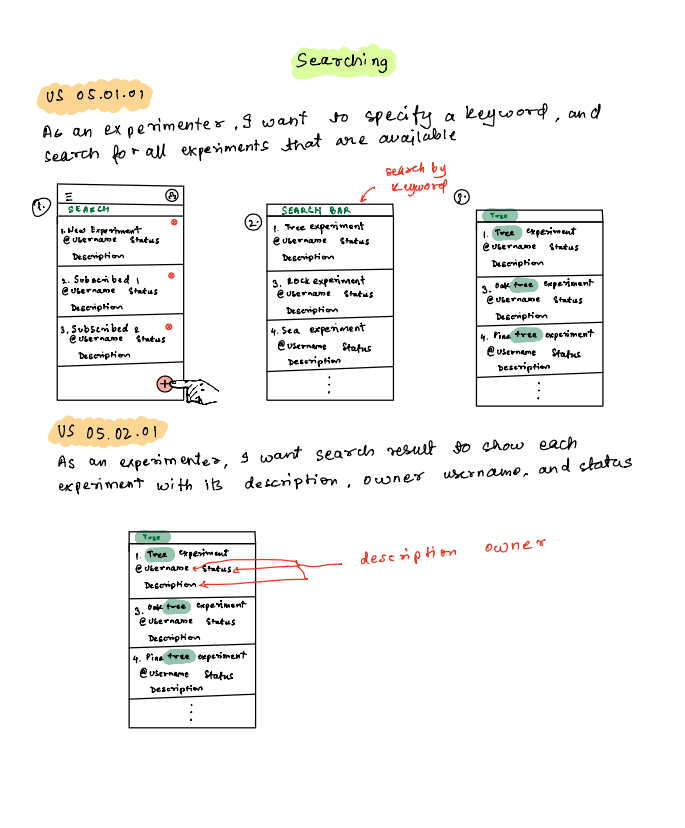 Searching
US 05.01.01
As an experimenter, I want to specify a keyword, and
search for all experiments that are available
search by
keyword
1.
SEARCH
1. New Experiment
@Username Status
Description
2. Subscribed 1
@Username Status
Description
3. Subscribed 2
@Username Status
Description
+
2.
SEARCH BAR
1. Tree experiment
@Username Status
Description
3. Rock experiment
@Username Status
Description
4. Sea experiment
@Username Status
Description
3.
Tree
1. Tree experiment
@Username Status
Description
3. Oak tree experiment
@Username Status
Description
4. Pine tree experiment
@Username Status
Description
US 05.02.01
As an experimenter, I want search result to show each
experiment with its description, owner username, and status
Tree
1. Tree experiment
@Username Status
Description
3. Oak tree experiment
@Username Status
Description
4. Pine tree experiment
@Username Status
Description
description owner